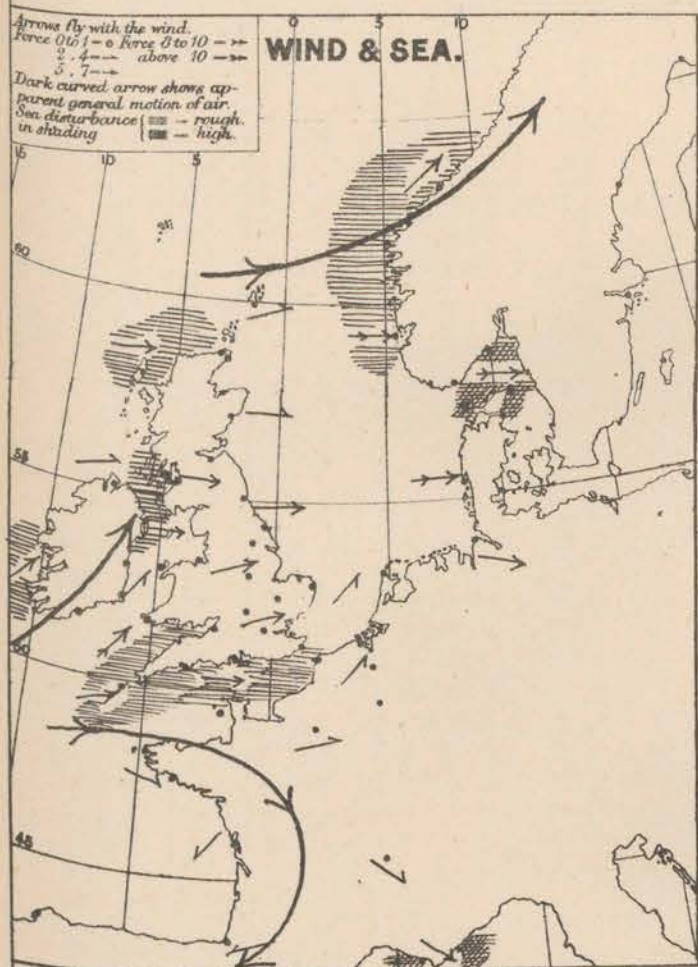 Arrows fly with the wind.
Force 0 to 1 – Force 8 to 10 –
2 . 4 – above 10 –
5 . 7 –
Dark curved arrow shows ap-
parent general motion of air.
Sea disturbance – rough.
in shading – high.
WIND & SEA.
0 5 10
15 10 5
60
55
50
45